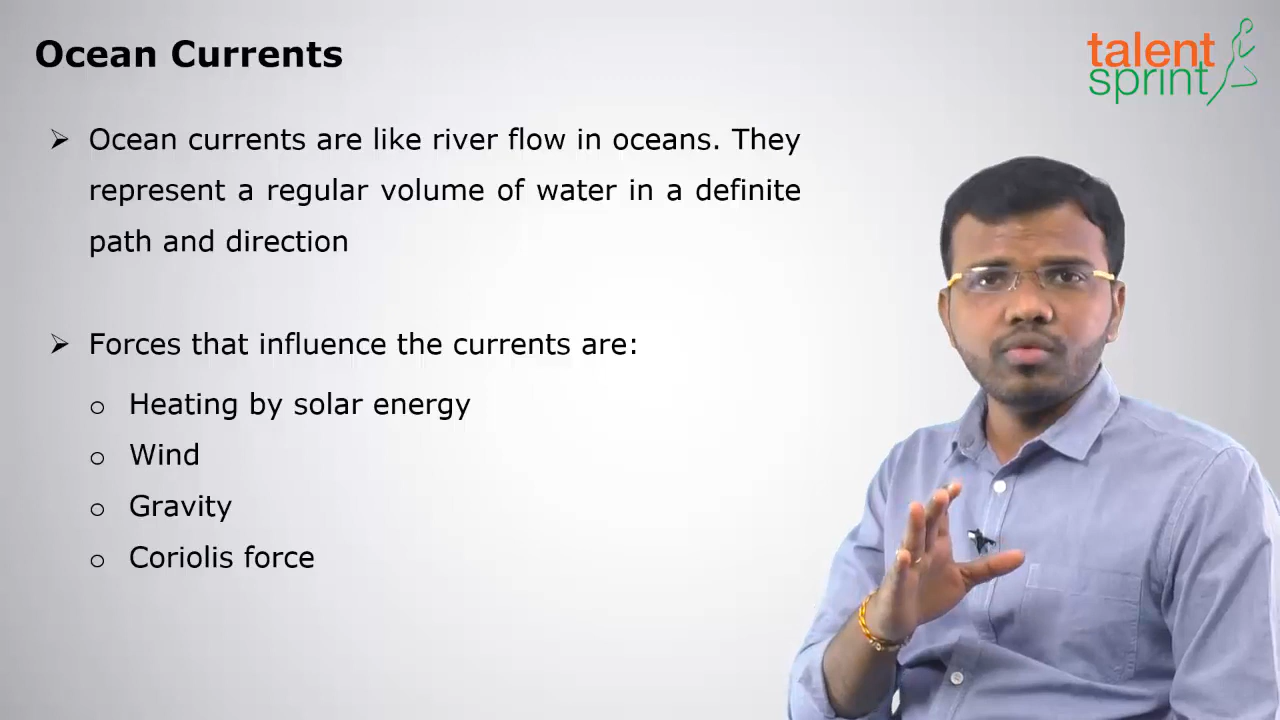 Ocean Currents
talent
sprint
➢ Ocean currents are like river flow in oceans. They
represent a regular volume of water in a definite
path and direction
➢ Forces that influence the currents are:
o Heating by solar energy
o Wind
o Gravity
o Coriolis force